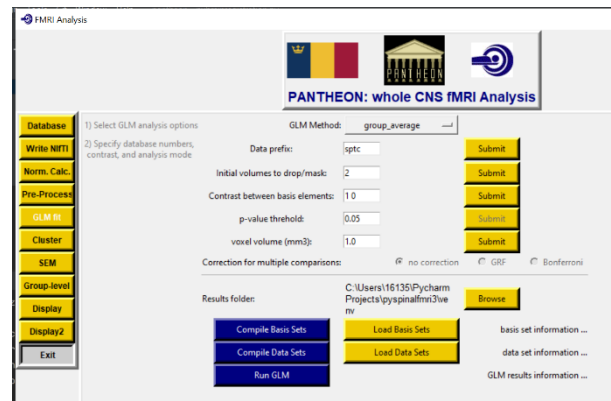 FMRI Analysis
PANTHEON
PANTHEON: whole CNS fMRI Analysis
Database
Write NIfTI
Norm. Calc.
Pre-Process
GLM fit
Cluster
SEM
Group-level
Display
Display2
Exit
1) Select GLM analysis options
2) Specify database numbers,
contrast, and analysis mode
GLM Method: group_average
Data prefix: sptc Submit
Initial volumes to drop/mask: 2 Submit
Contrast between basis elements: 1 0 Submit
p-value threhold: 0.05 Submit
voxel volume (mm3): 1.0 Submit
Correction for multiple comparisons: no correction GRF Bonferroni
Results folder: C:\Users\16135\Pycharm
Projects\pyspinalfmri3\ve
nv
Browse
Compile Basis Sets Load Basis Sets basis set information ...
Compile Data Sets Load Data Sets data set information ...
Run GLM GLM results information ...